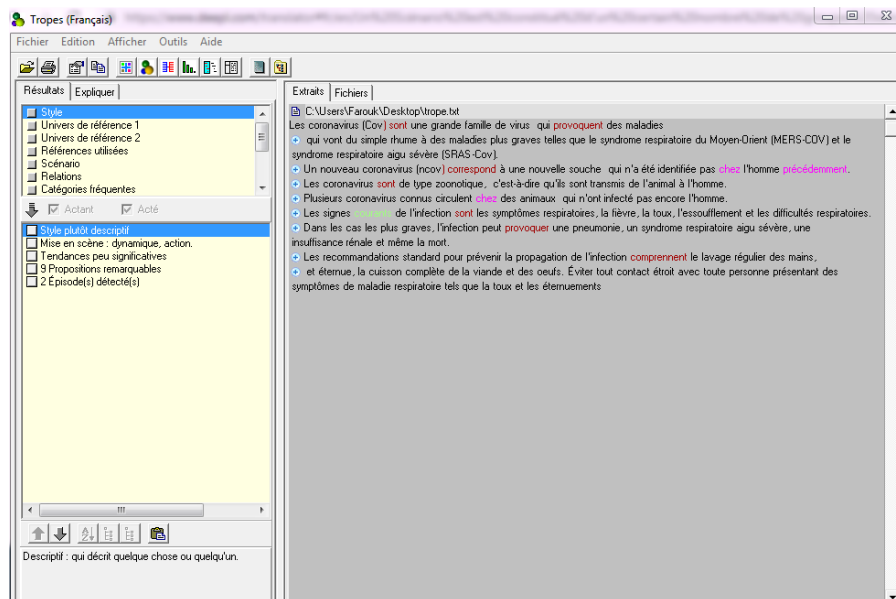 Tropes (Français)
Fichier Edition Afficher Outils Aide
Résultats Expliquer
Style
Univers de référence 1
Univers de référence 2
Références utilisées
Scénario
Relations
Catégories fréquentes
Actant Acté
Style plutôt descriptif
Mise en scène : dynamique, action.
Tendances peu significatives
9 Propositions remarquables
2 Épisode(s) détecté(s)
Descriptif : qui décrit quelque chose ou quelqu'un.
Extraits Fichiers
C:\Users\Farouk\Desktop\trope.txt
Les coronavirus (Cov) sont une grande famille de virus qui provoquent des maladies
qui vont du simple rhume à des maladies plus graves telles que le syndrome respiratoire du Moyen-Orient (MERS-COV) et le
syndrome respiratoire aigu sévère (SRAS-Cov).
Un nouveau coronavirus (ncov) correspond à une nouvelle souche qui n'a été identifiée pas chez l'homme précédemment.
Les coronavirus sont de type zoonotique, c'est-à-dire qu'ils sont transmis de l'animal à l'homme.
Plusieurs coronavirus connus circulent chez des animaux qui n'ont infecté pas encore l'homme.
Les signes courants de l'infection sont les symptômes respiratoires, la fièvre, la toux, l'essoufflement et les difficultés respiratoires.
Dans les cas les plus graves, l'infection peut provoquer une pneumonie, un syndrome respiratoire aigu sévère, une
insuffisance rénale et même la mort.
Les recommandations standard pour prévenir la propagation de l'infection comprennent le lavage régulier des mains,
et éternue, la cuisson complète de la viande et des oeufs. Éviter tout contact étroit avec toute personne présentant des
symptômes de maladie respiratoire tels que la toux et les éternuements